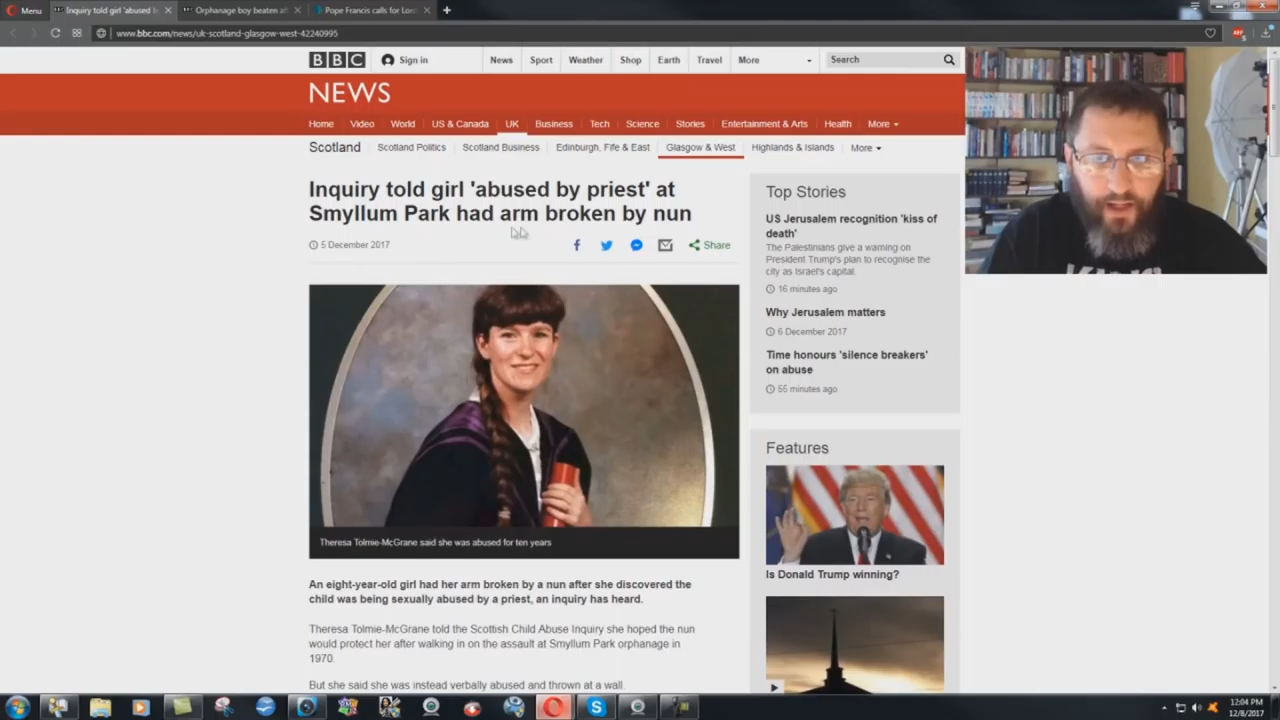 Menu
Inquiry told girl 'abused b
Orphanage boy beaten at
Pope Francis calls for Lord
www.bbc.com/news/uk-scotland-glasgow-west-42240995
BBC
Sign in
News
Sport
Weather
Shop
Earth
Travel
More
Search
NEWS
Home
Video
World
US & Canada
UK
Business
Tech
Science
Stories
Entertainment & Arts
Health
More
Scotland
Scotland Politics
Scotland Business
Edinburgh, Fife & East
Glasgow & West
Highlands & Islands
More
Inquiry told girl 'abused by priest' at
Smyllum Park had arm broken by nun
5 December 2017
Share
Theresa Tolmie-McGrane said she was abused for ten years
An eight-year-old girl had her arm broken by a nun after she discovered the
child was being sexually abused by a priest, an inquiry has heard.
Theresa Tolmie-McGrane told the Scottish Child Abuse Inquiry she hoped the nun
would protect her after walking in on the assault at Smyllum Park orphanage in
1970.
But she said she was instead verbally abused and thrown at a wall.
Top Stories
US Jerusalem recognition 'kiss of
death'
The Palestinians give a warning on
President Trump's plan to recognise the
city as Israel's capital.
16 minutes ago
Why Jerusalem matters
6 December 2017
Time honours 'silence breakers'
on abuse
55 minutes ago
Features
Is Donald Trump winning?
12:04 PM
12/6/2017